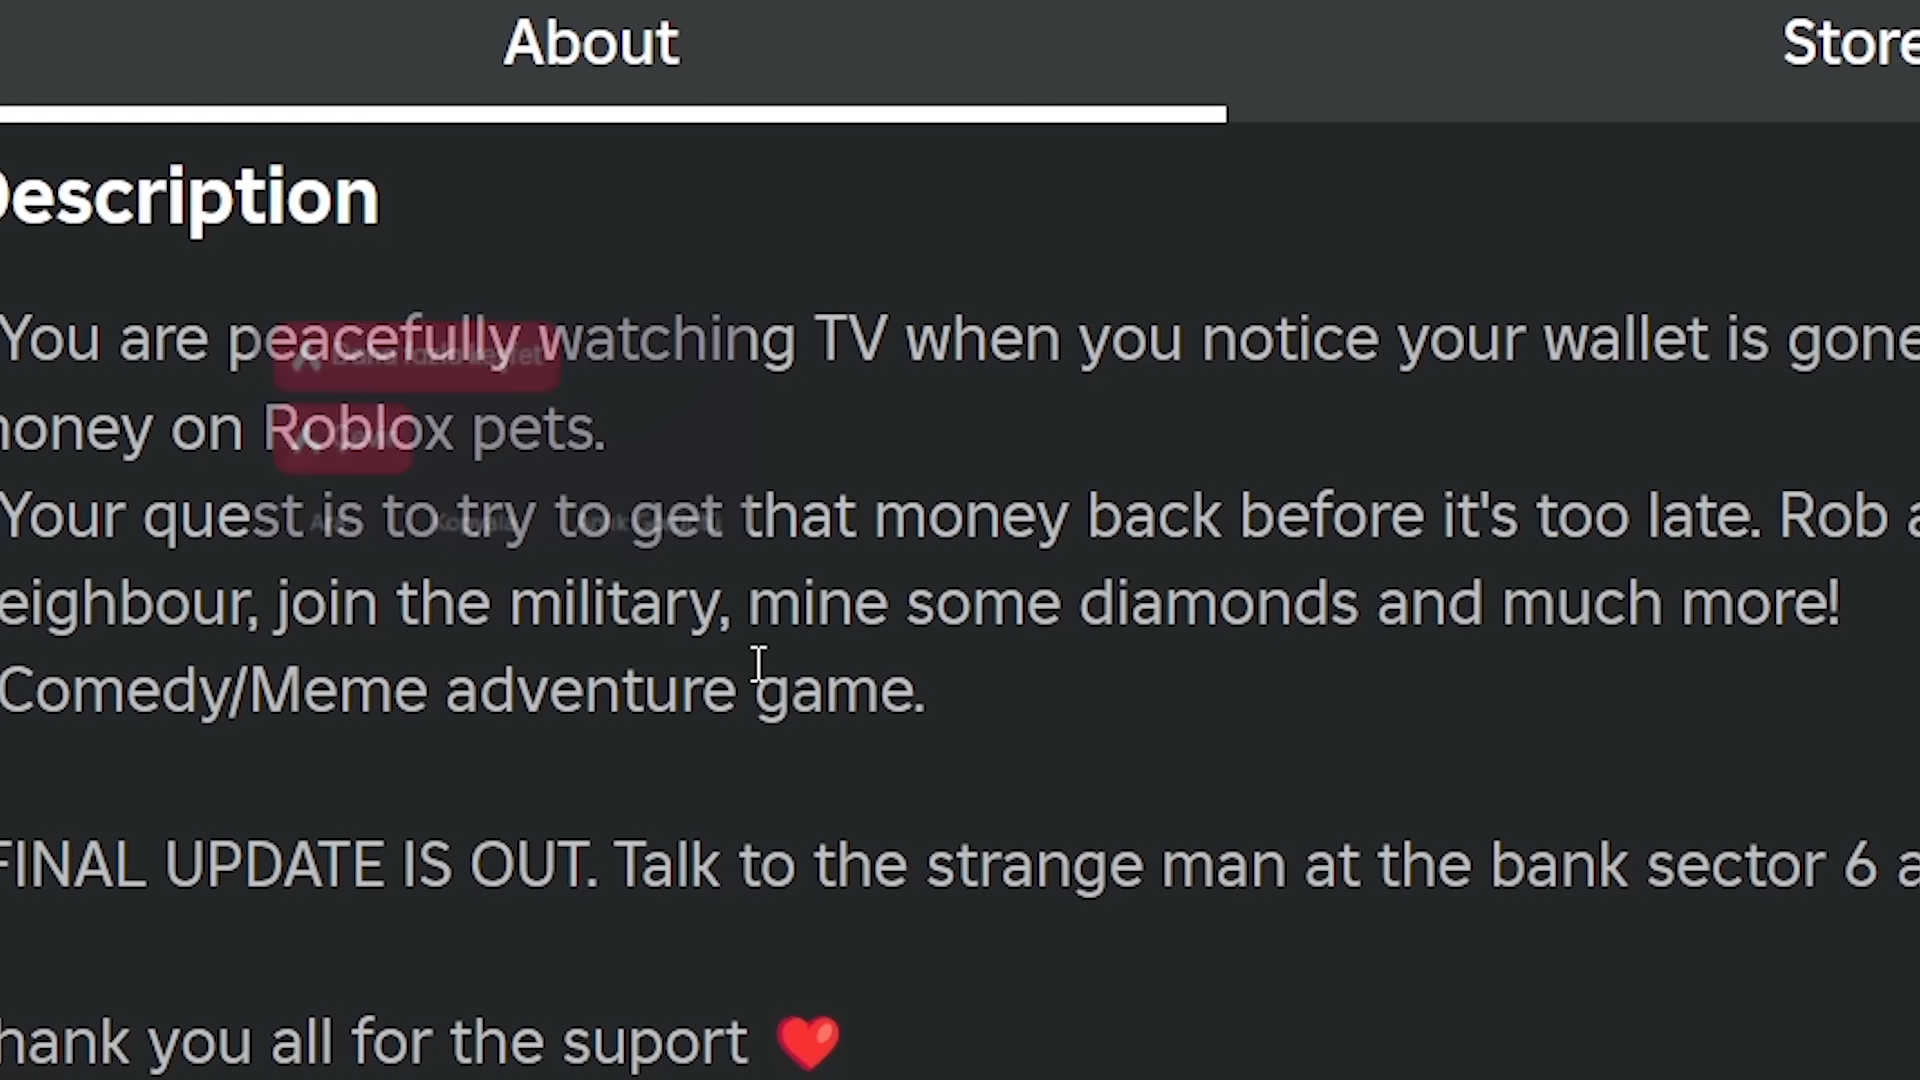 About
Store
Description
You are peacefully watching TV when you notice your wallet is gone
money on Roblox pets.
Your quest is to try to get that money back before it's too late. Rob a
eighbour, join the military, mine some diamonds and much more!
Comedy/Meme adventure game.
FINAL UPDATE IS OUT. Talk to the strange man at the bank sector 6 a
hank you all for the suport ❤️